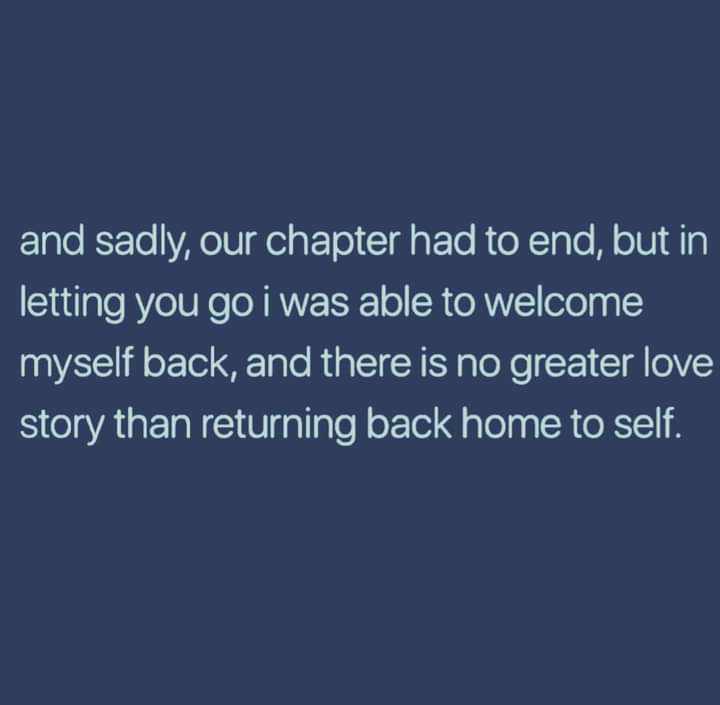 and sadly, our chapter had to end, but in
letting you go i was able to welcome
myself back, and there is no greater love
story than returning back home to self.